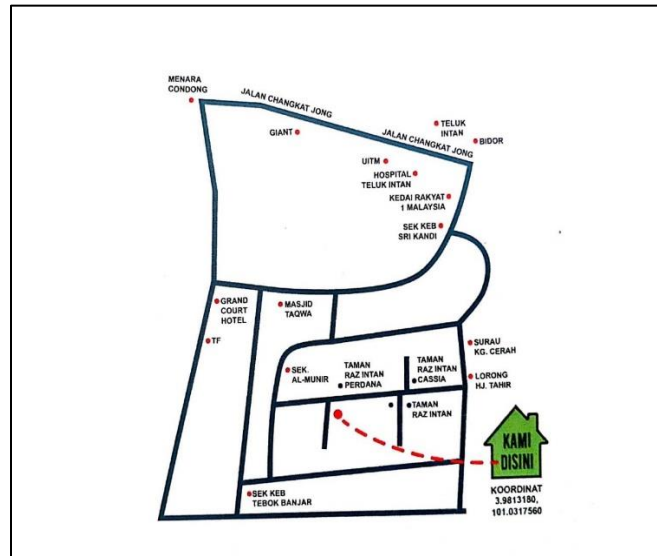 MENARA
CONDONG
JALAN CHANGKAT JONG
GIANT
JALAN CHANGKAT JONG
TELUK
INTAN
BIDOR
UITM
HOSPITAL
TELUK INTAN
KEDAI RAKYAT
1 MALAYSIA
SEK KEB
SRI KANDI
GRAND
COURT
HOTEL
MASJID
TAQWA
TF
SURAU
KG. CERAH
SEK.
AL-MUNIR
TAMAN
RAZ INTAN
PERDANA
TAMAN
RAZ INTAN
CASSIA
LORONG
HJ. TAHIR
TAMAN
RAZ INTAN
KAMI
DISINI
KOORDINAT
3.9813180,
101.0317560
SEK KEB
TEBOK BANJAR